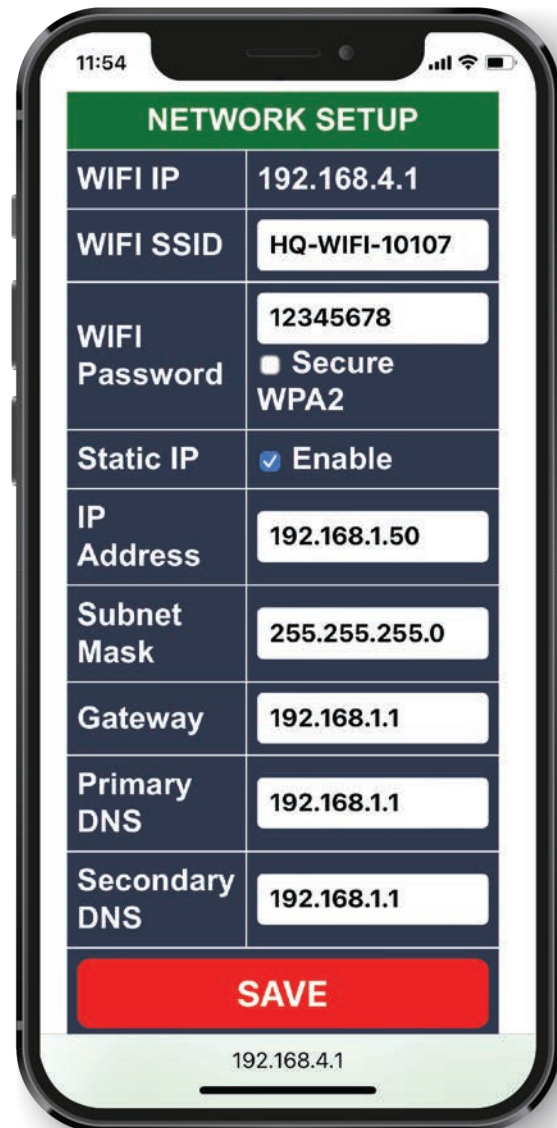 11:54
NETWORK SETUP
WIFI IP 192.168.4.1
WIFI SSID HQ-WIFI-10107
WIFI
Password
12345678
Secure
WPA2
Static IP Enable
IP
Address
192.168.1.50
Subnet
Mask
255.255.255.0
Gateway 192.168.1.1
Primary
DNS
192.168.1.1
Secondary
DNS
192.168.1.1
SAVE
192.168.4.1